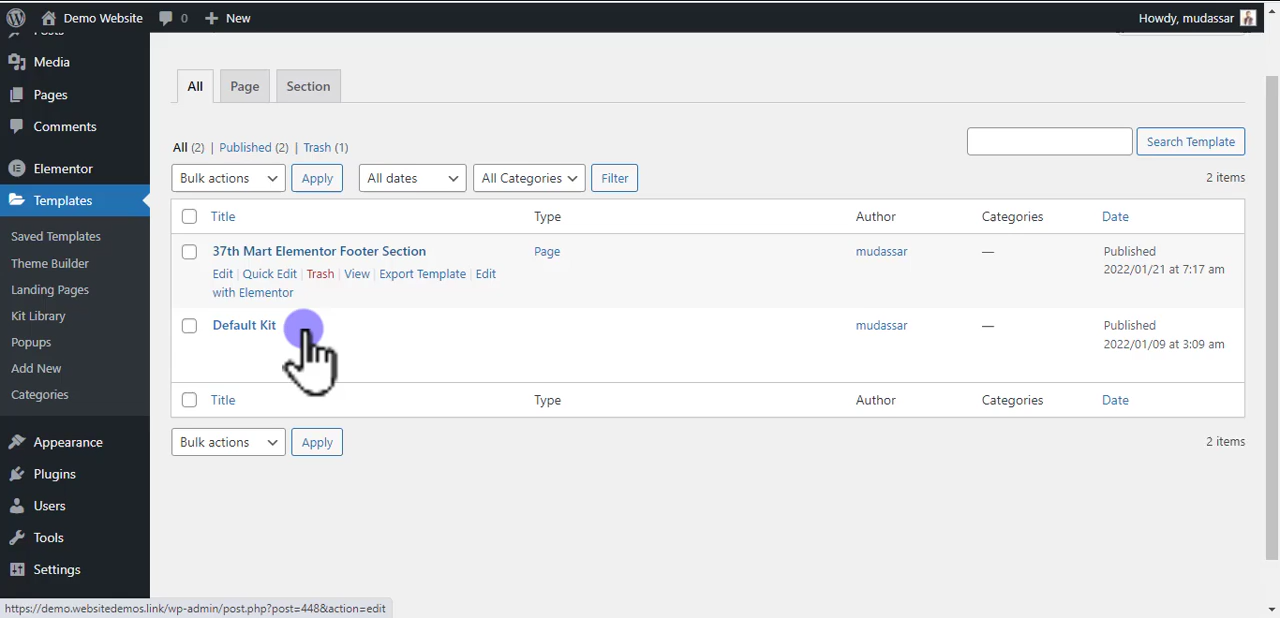 Demo Website 0 New Howdy, mudassar
Posts
Media
Pages
Comments
Elementor
Templates
Saved Templates
Theme Builder
Landing Pages
Kit Library
Popups
Add New
Categories
Appearance
Plugins
Users
Tools
Settings
All Page Section
All (2) | Published (2) | Trash (1)
Search Template
Bulk actions Apply All dates All Categories Filter 2 items
Title Type Author Categories Date
37th Mart Elementor Footer Section Page mudassar — Published
2022/01/21 at 7:17 am
Edit | Quick Edit | Trash | View | Export Template | Edit
with Elementor
Default Kit mudassar — Published
2022/01/09 at 3:09 am
Title Type Author Categories Date
Bulk actions Apply 2 items
https://demo.websitedemos.link/wp-admin/post.php?post=448&action=edit